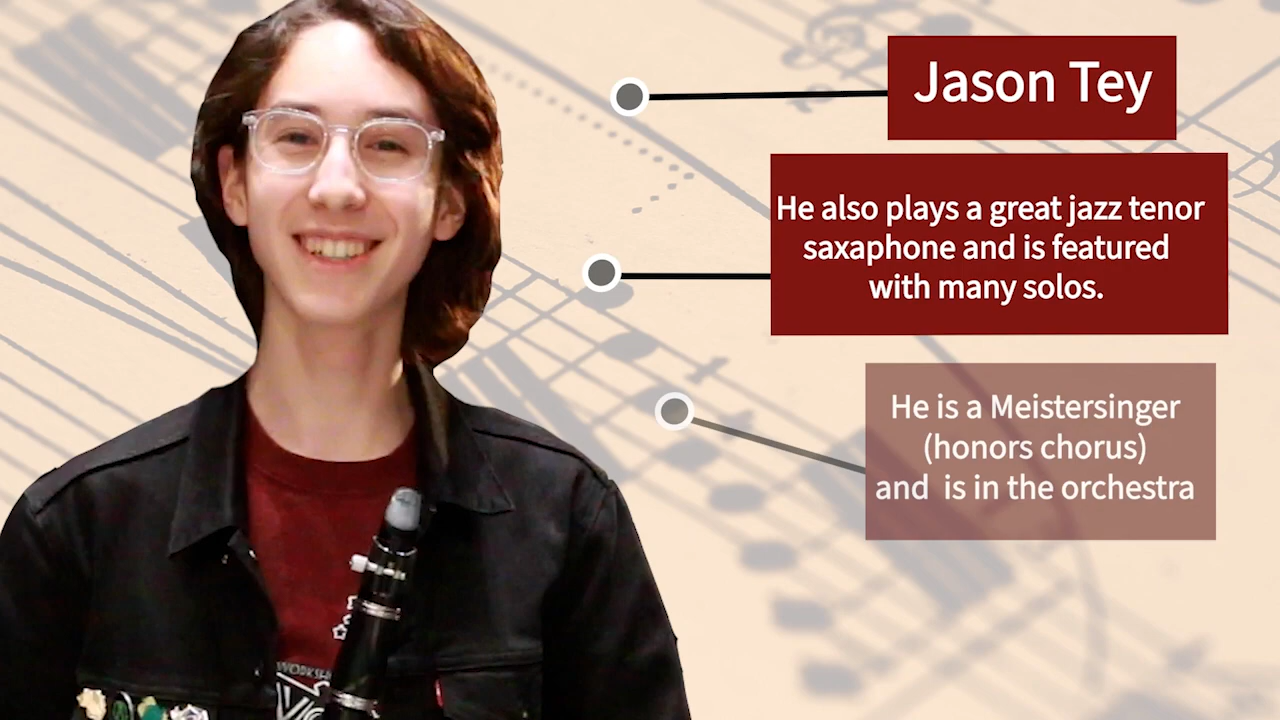 Jason Tey
He also plays a great jazz tenor
saxaphone and is featured
with many solos.
He is a Meistersinger
(honors chorus)
and is in the orchestra